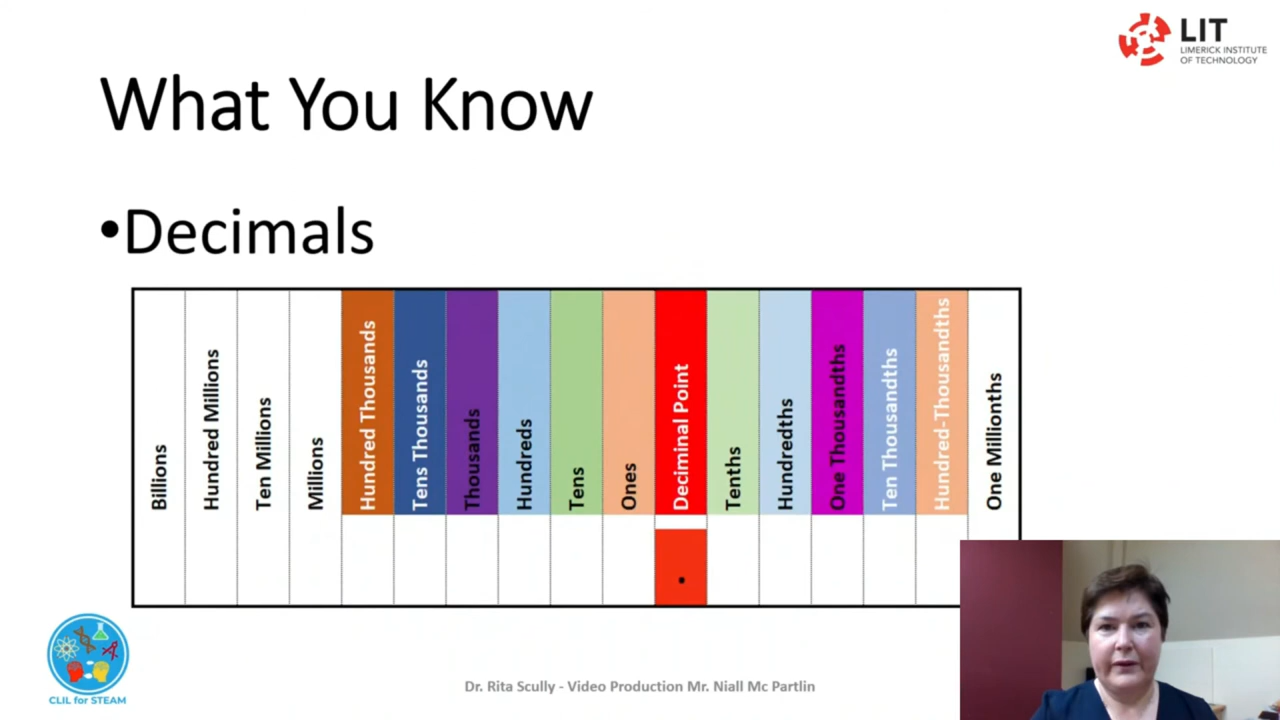 LIT
LIMERICK INSTITUTE
OF TECHNOLOGY
What You Know
•Decimals
Billions
Hundred Millions
Ten Millions
Millions
Hundred Thousands
Tens Thousands
Thousands
Hundreds
Tens
Ones
Deciminal Point
Tenths
Hundredths
One Thousandths
Ten Thousandths
Hundred-Thousandths
One Millionths
.
CLIL for STEAM
Dr. Rita Scully - Video Production Mr. Niall Mc Partlin